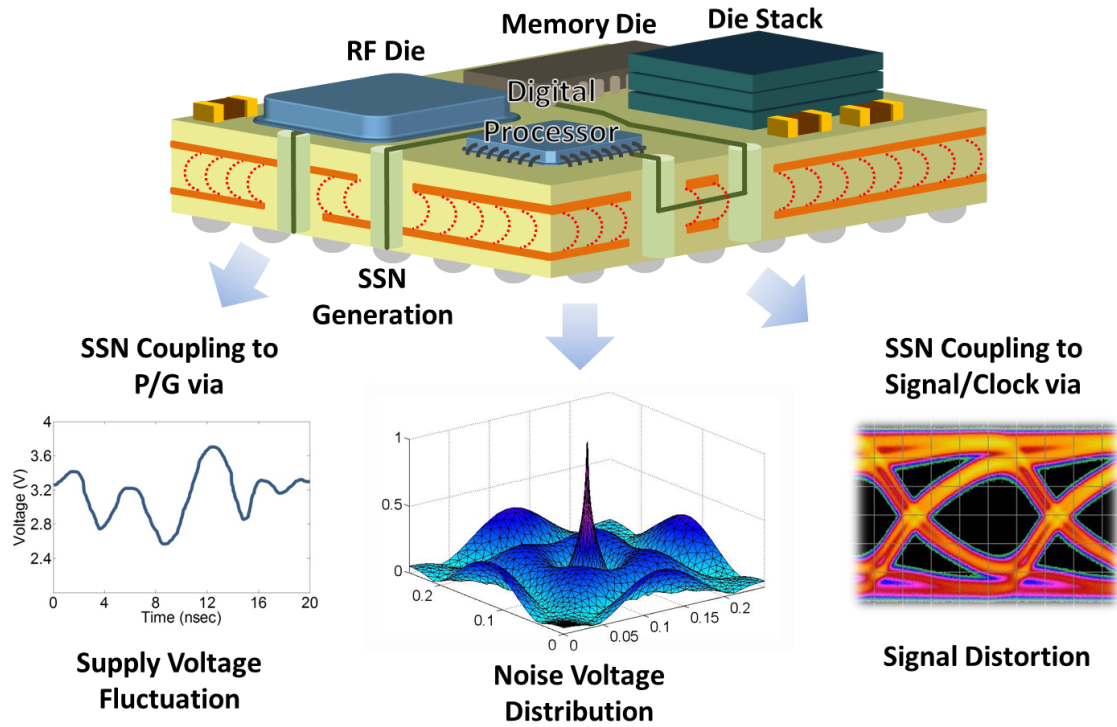 RF Die
Memory Die
Die Stack
Digital
Processor
SSN
Generation
SSN Coupling to
P/G via
SSN Coupling to
Signal/Clock via
4
3.6
3.2
2.8
2.4
Voltage (V)
0
4
8
12
16
20
Time (nsec)
1
0.5
0
0.2
0.1
0
0
0.05
0.1
0.15
0.2
Supply Voltage
Fluctuation
Noise Voltage
Distribution
Signal Distortion